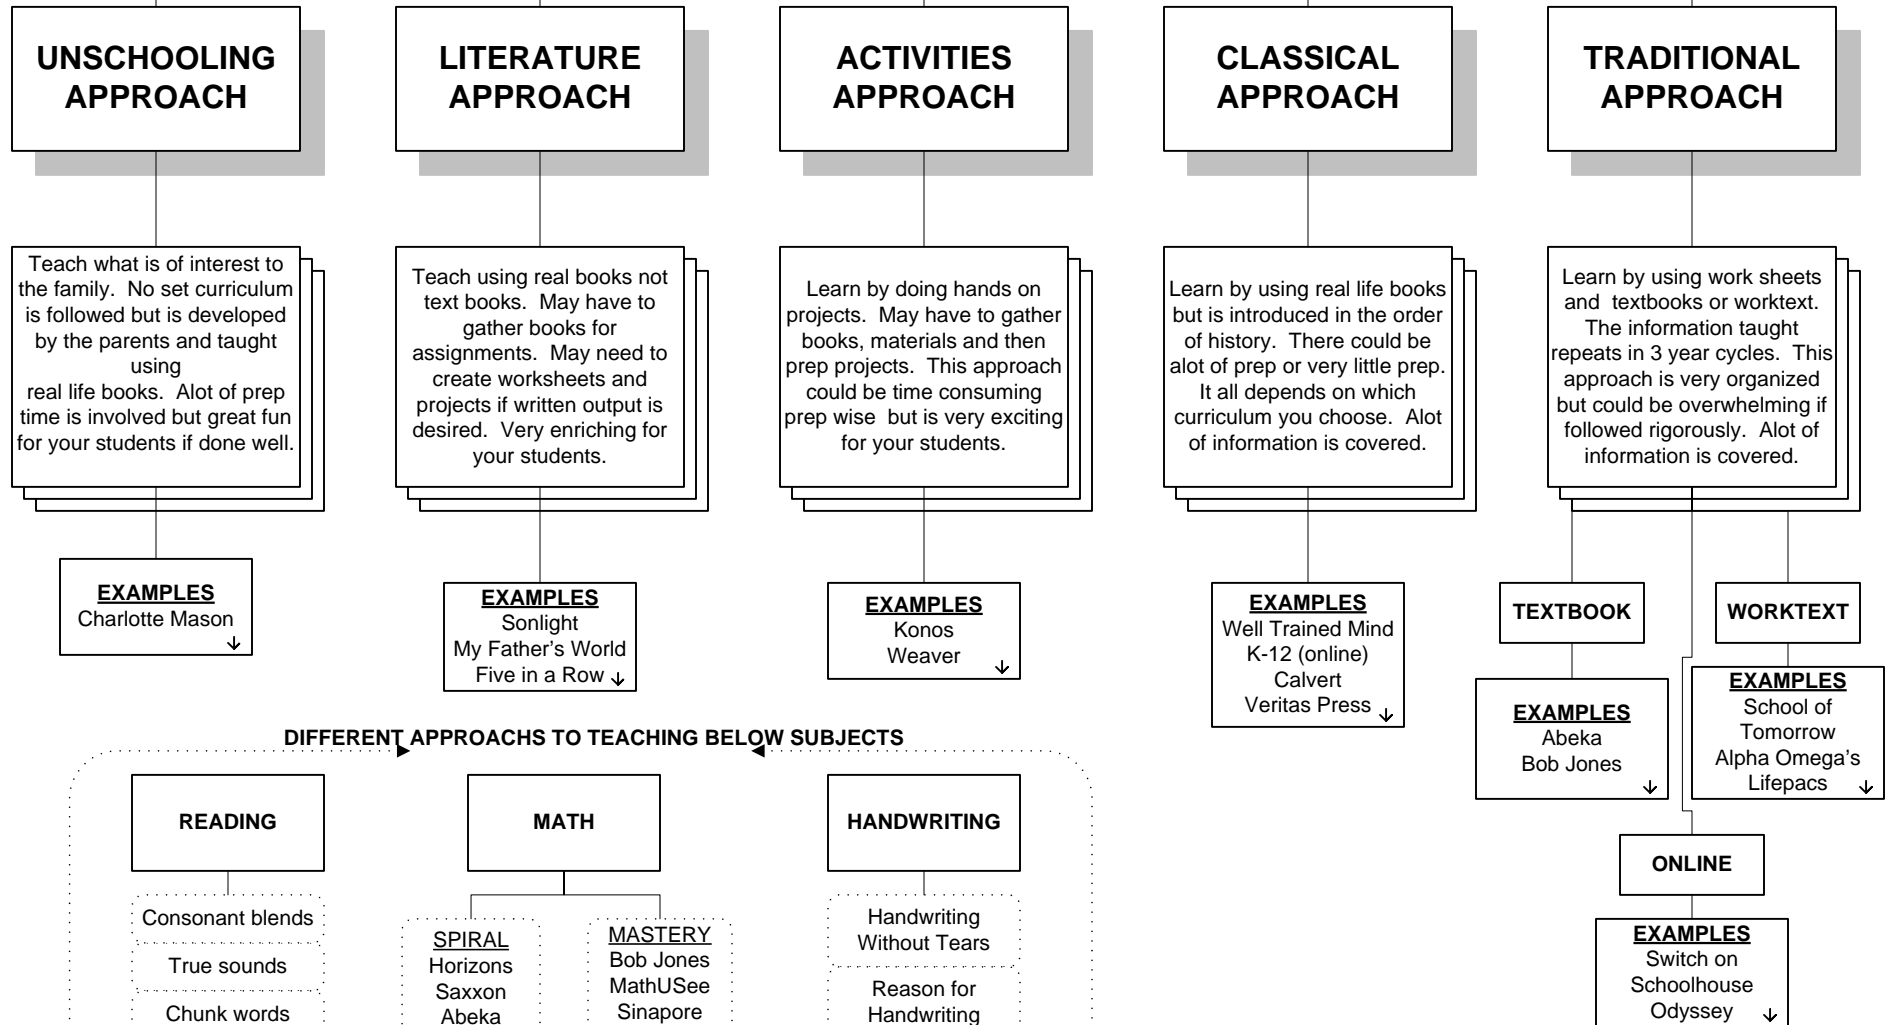 UNSCHOOLING
APPROACH
LITERATURE
APPROACH
ACTIVITIES
APPROACH
CLASSICAL
APPROACH
TRADITIONAL
APPROACH
Teach what is of interest to
the family. No set curriculum
is followed but is developed
by the parents and taught
using
real life books. Alot of prep
time is involved but great fun
for your students if done well.
Teach using real books not
text books. May have to
gather books for
assignments. May need to
create worksheets and
projects if written output is
desired. Very enriching for
your students.
Learn by doing hands on
projects. May have to gather
books, materials and then
prep projects. This approach
could be time consuming
prep wise but is very exciting
for your students.
Learn by using real life books
but is introduced in the order
of history. There could be
alot of prep or very little prep.
It all depends on which
curriculum you choose. Alot
of information is covered.
Learn by using work sheets
and textbooks or worktext.
The information taught
repeats in 3 year cycles. This
approach is very organized
but could be overwhelming if
followed rigorously. Alot of
information is covered.
EXAMPLES
Charlotte Mason
EXAMPLES
Sonlight
My Father's World
Five in a Row
EXAMPLES
Konos
Weaver
EXAMPLES
Well Trained Mind
K-12 (online)
Calvert
Veritas Press
TEXTBOOK
EXAMPLES
Abeka
Bob Jones
WORKTEXT
EXAMPLES
School of
Tomorrow
Alpha Omega's
Lifepacs
ONLINE
EXAMPLES
Switch on
Schoolhouse
Odyssey
DIFFERENT APPROACHS TO TEACHING BELOW SUBJECTS
READING
Consonant blends
True sounds
Chunk words
MATH
SPIRAL
Horizons
Saxxon
Abeka
MASTERY
Bob Jones
MathUSee
Sinapore
HANDWRITING
Handwriting
Without Tears
Reason for
Handwriting